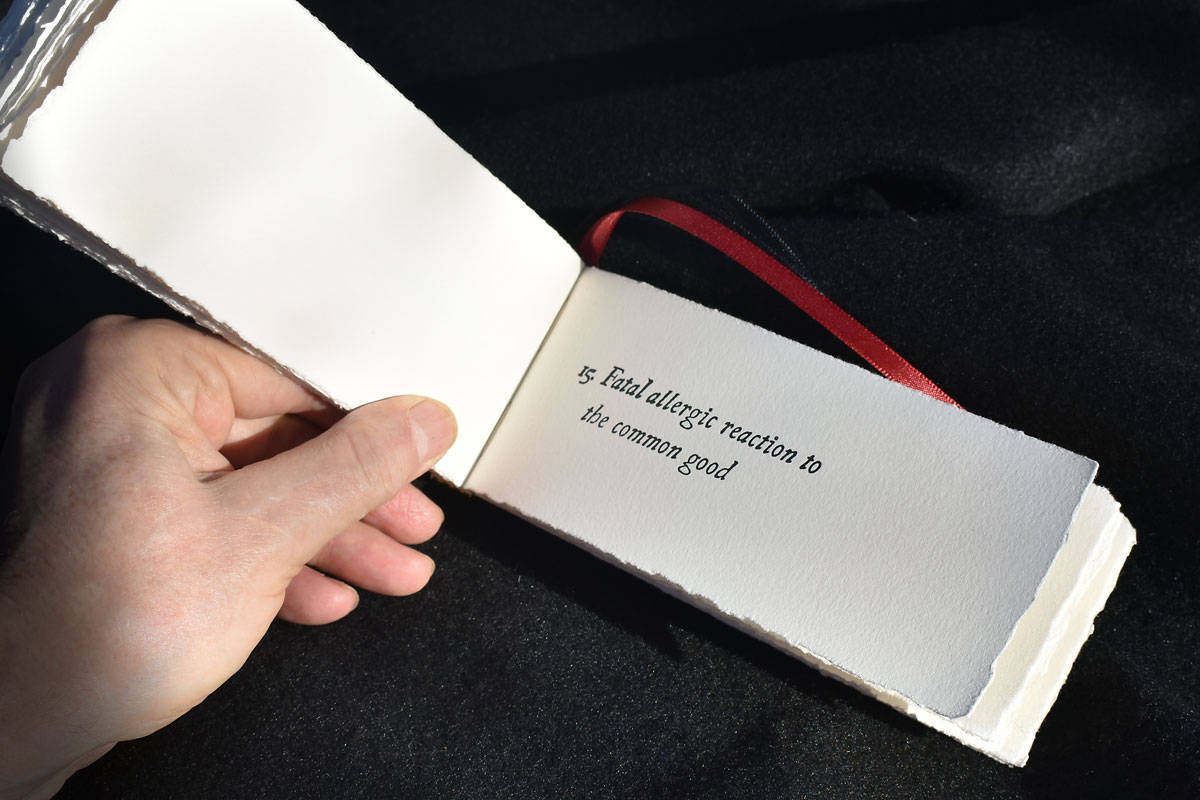 15. Fatal allergic reaction to
the common good